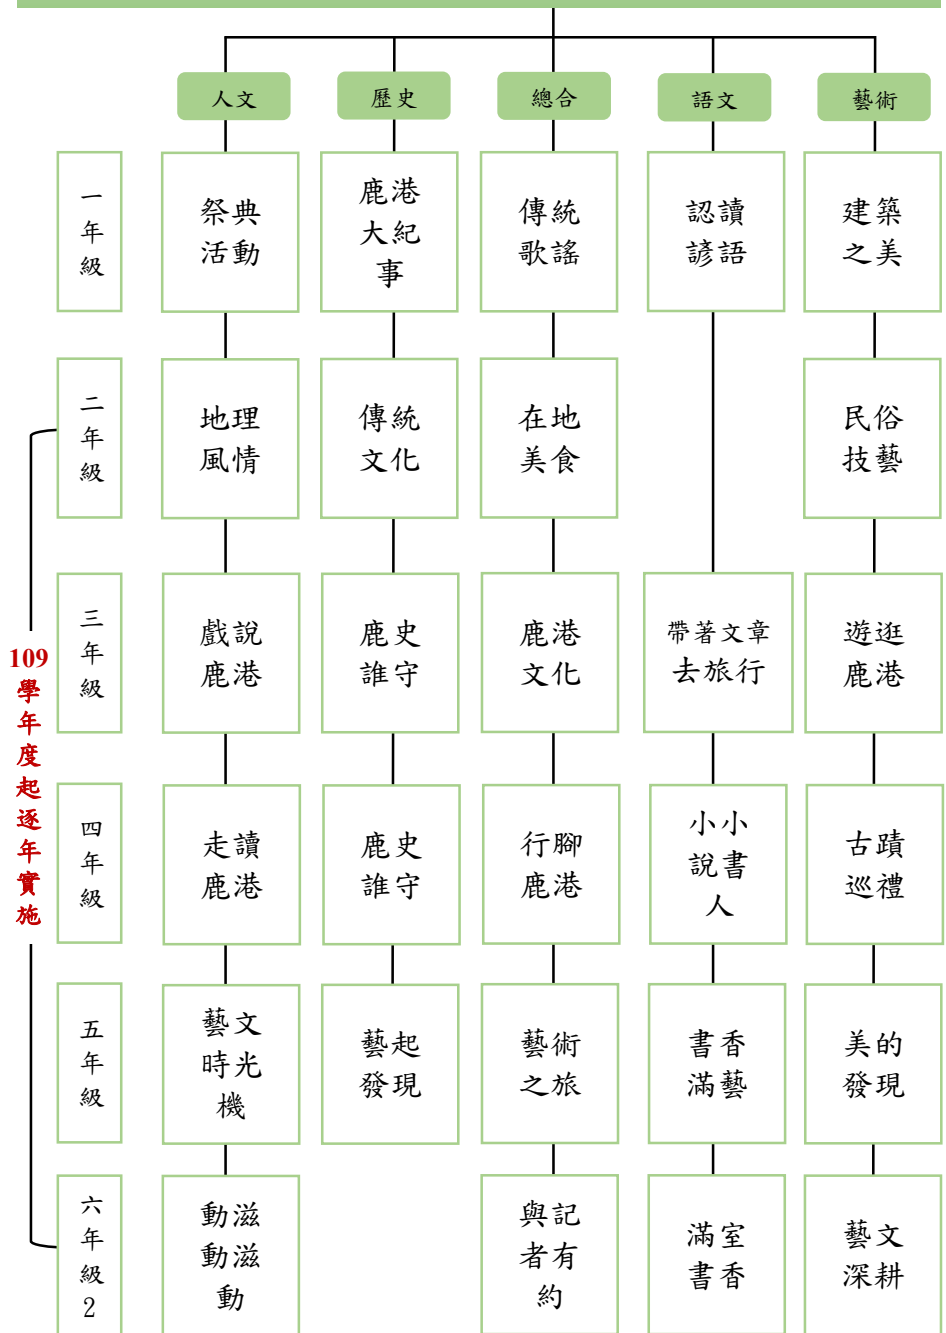 人文
歷史
總合
語文
藝術
一
年
級
祭典
活動
鹿港
大紀
事
傳統
歌謠
認讀
諺語
建築
之美
二
年
級
地理
風情
傳統
文化
在地
美食
民俗
技藝
三
年
級
戲說
鹿港
鹿史
誰守
鹿港
文化
帶著文章
去旅行
遊逛
鹿港
109
學
年
度
起
逐
年
實
施
四
年
級
走讀
鹿港
鹿史
誰守
行腳
鹿港
小小
說書
人
古蹟
巡禮
五
年
級
藝文
時光
機
藝起
發現
藝術
之旅
書香
滿藝
美的
發現
六
年
級
2
動滋
動滋
動
與記
者有
約
滿室
書香
藝文
深耕